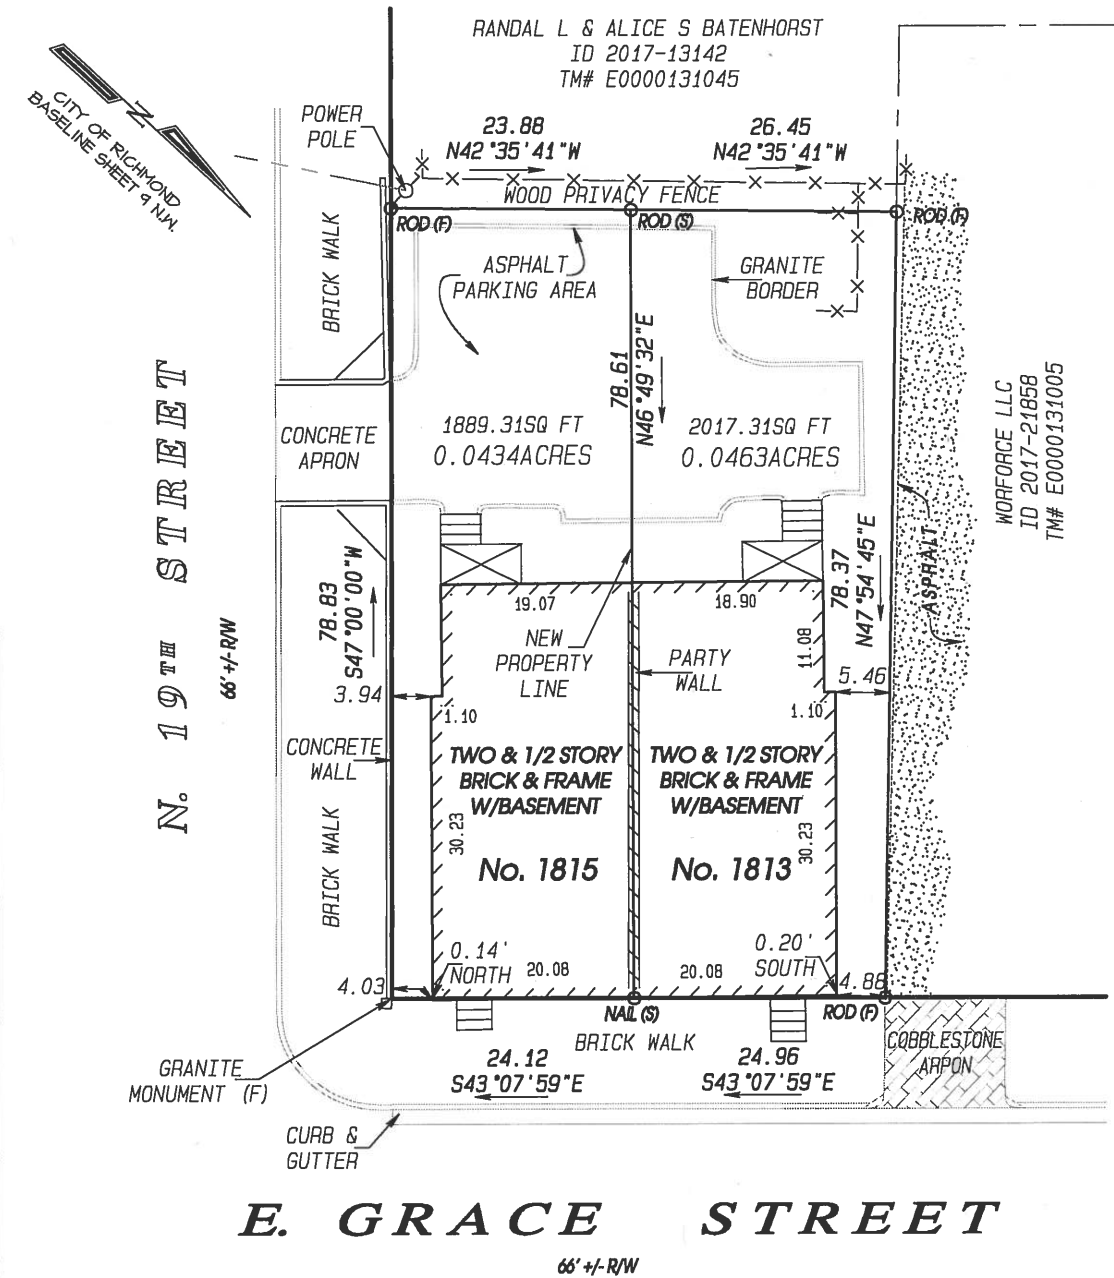 RANDAL L & ALICE S BATENHORST
ID 2017-13142
TM# E0000131045
N
CITY OF RICHMOND
BASELINE SHEET 9 N.W.
POWER
POLE
23.88
N42°35'41"W
26.45
N42°35'41"W
WOOD PRIVACY FENCE
ROD (F)
ROD (S)
ROD (F)
BRICK WALK
ASPHALT
PARKING AREA
GRANITE
BORDER
78.61
N46°49'32"E
1889.31SQ FT
0.0434ACRES
2017.31SQ FT
0.0463ACRES
CONCRETE
APRON
WORFORCE LLC
ID 2017-21858
TM# E0000131005
N. 19TH STREET
66' +/- R/W
78.83
S47°00'00"W
78.37
N47°54'45"E
ASPHALT
19.07
18.90
11.08
NEW
PROPERTY
LINE
PARTY
WALL
3.94
5.46
1.10
1.10
CONCRETE
WALL
TWO & 1/2 STORY
BRICK & FRAME
W/BASEMENT
No. 1815
TWO & 1/2 STORY
BRICK & FRAME
W/BASEMENT
No. 1813
30.23
30.23
BRICK WALK
0.14'
NORTH
20.08
20.08
0.20'
SOUTH
4.03
4.88
NAIL (S)
ROD (F)
BRICK WALK
COBBLESTONE
ARPON
GRANITE
MONUMENT (F)
24.12
S43°07'59"E
24.96
S43°07'59"E
CURB &
GUTTER
E. GRACE STREET
66' +/- R/W